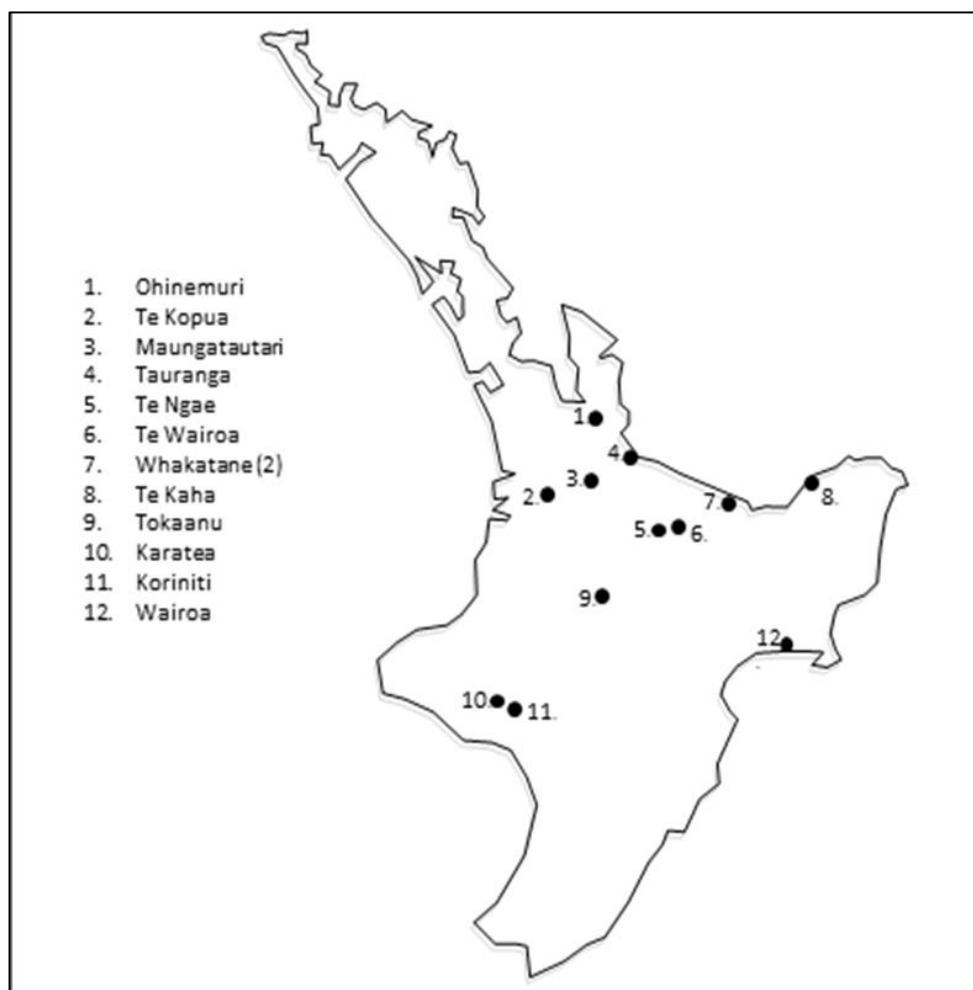 1. Ohinemuri
2. Te Kopua
3. Maungatautari
4. Tauranga
5. Te Ngae
6. Te Wairoa
7. Whakatane (2)
8. Te Kaha
9. Tokaanu
10. Karatea
11. Koriniti
12. Wairoa
1.
4.
3.
2.
7.
8.
5.
6.
9.
12
10.
11.